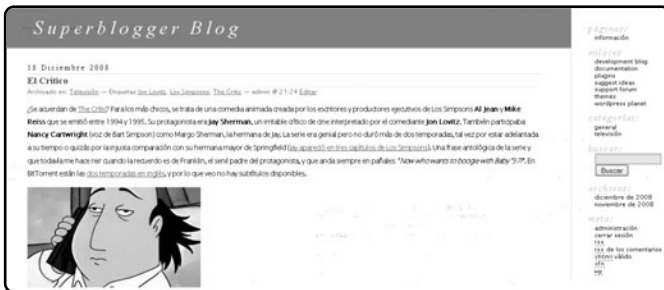 Superblogger Blog
18 Diciembre 2008
El Crítico
Archivado en: Televisión — Etiquetas: Jon Lovitz, Los Simpsons, The Critic — admin @ 21:24 Editar
¿Se acuerdan de The Critic? Para los más chicos, se trata de una comedia animada creada por los escritores y productores ejecutivos de Los Simpsons Al Jean y Mike
Reiss que se emitió entre 1994 y 1995. Su protagonista era Jay Sherman, un irritable crítico de cine interpretado por el comediante Jon Lovitz. También participaba
Nancy Cartwright (voz de Bart Simpson) como Margo Sherman, la hermana de Jay. La serie era genial pero no duró más de dos temporadas, tal vez por estar adelantada
a su tiempo o quizás por la injusta comparación con su hermana mayor de Springfield (Jay apareció en tres capítulos de Los Simpsons). Una frase antológica de la serie y
que todavía me hace reír cuando la recuerdo es de Franklin, el senil padre del protagonista, y que anda siempre en pañales: "Now who wants to boogie with Baby '37?". En
BitTorrent están las dos temporadas en inglés, y por lo que veo no hay subtítulos disponibles.
páginas:
información
enlaces
development blog
documentation
plugins
suggest ideas
support forum
themes
wordpress planet
categorías:
general
televisión
buscar:
Buscar
archivos:
diciembre de 2008
noviembre de 2008
meta:
administración
cerrar sesión
rss
rss de los comentarios
xhtml válido
xfn
wp